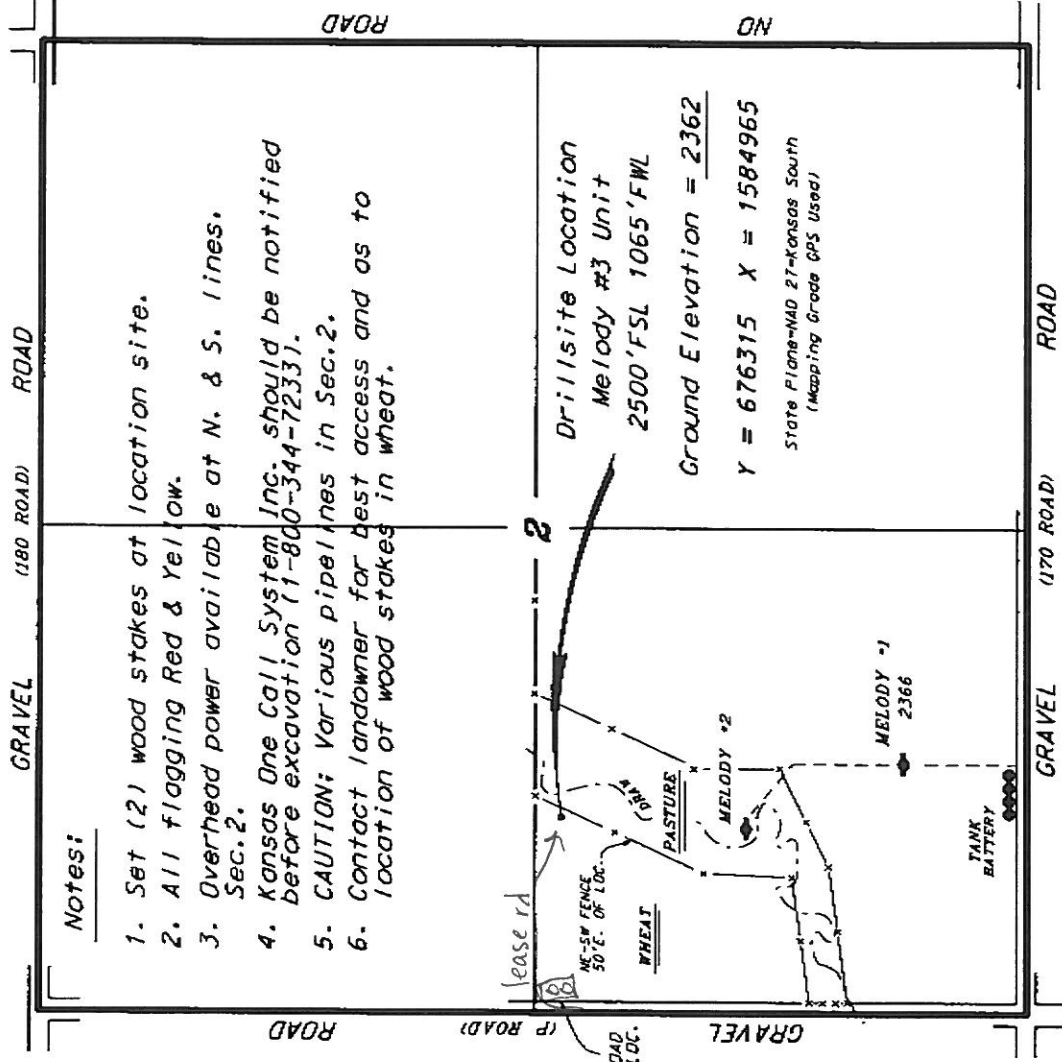 ROAD
NO
GRAVEL
(180 ROAD)
ROAD
Notes:
1. Set (2) wood stakes at location site.
2. All flagging Red & Yellow.
3. Overhead power available at N. & S. lines.
Sec.2.
4. Kansas One Call System Inc. should be notified
before excavation (1-800-344-7233).
5. CAUTION: Various pipelines in Sec.2.
6. Contact landowner for best access and as to
location of wood stakes in wheat.
2
Drillsite Location
Melody #3 Unit
2500'FSL 1065'FWL
Ground Elevation = 2362
Y = 676315 X = 1584965
State Plane-NAD 27-Kansas South
(Mapping Grade GPS Used)
lease rd
NE-SW FENCE
50'E. OF LOC.
WHEAT
DRAW
PASTURE
MELODY #2
MELODY #1
2366
TANK
BATTERY
ROAD
(P ROAD)
GRAVEL
OAD
LOC.
GRAVEL
(170 ROAD)
ROAD